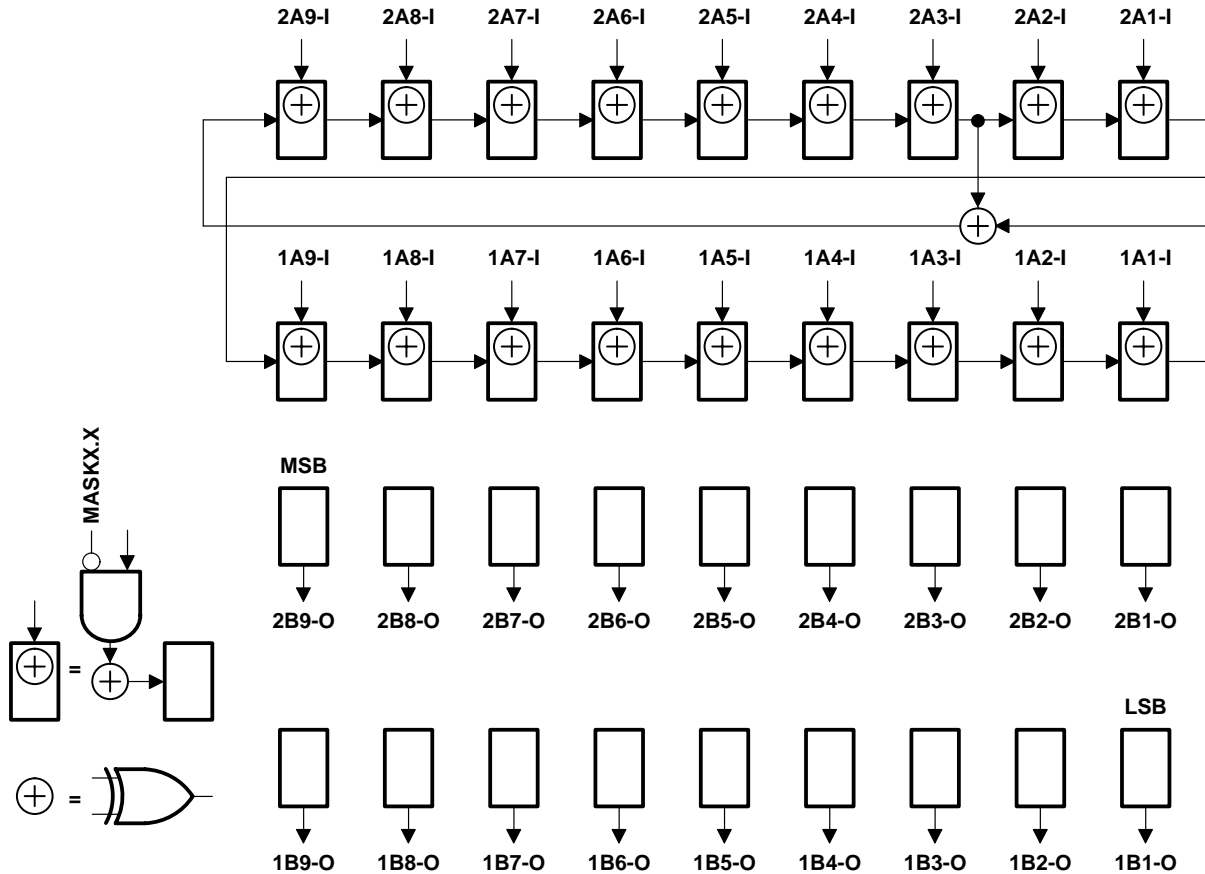 2A9-I 2A8-I 2A7-I 2A6-I 2A5-I 2A4-I 2A3-I 2A2-I 2A1-I
1A9-I 1A8-I 1A7-I 1A6-I 1A5-I 1A4-I 1A3-I 1A2-I 1A1-I
MASKX.X
MSB
2B9-O 2B8-O 2B7-O 2B6-O 2B5-O 2B4-O 2B3-O 2B2-O 2B1-O
=
LSB
=
1B9-O 1B8-O 1B7-O 1B6-O 1B5-O 1B4-O 1B3-O 1B2-O 1B1-O